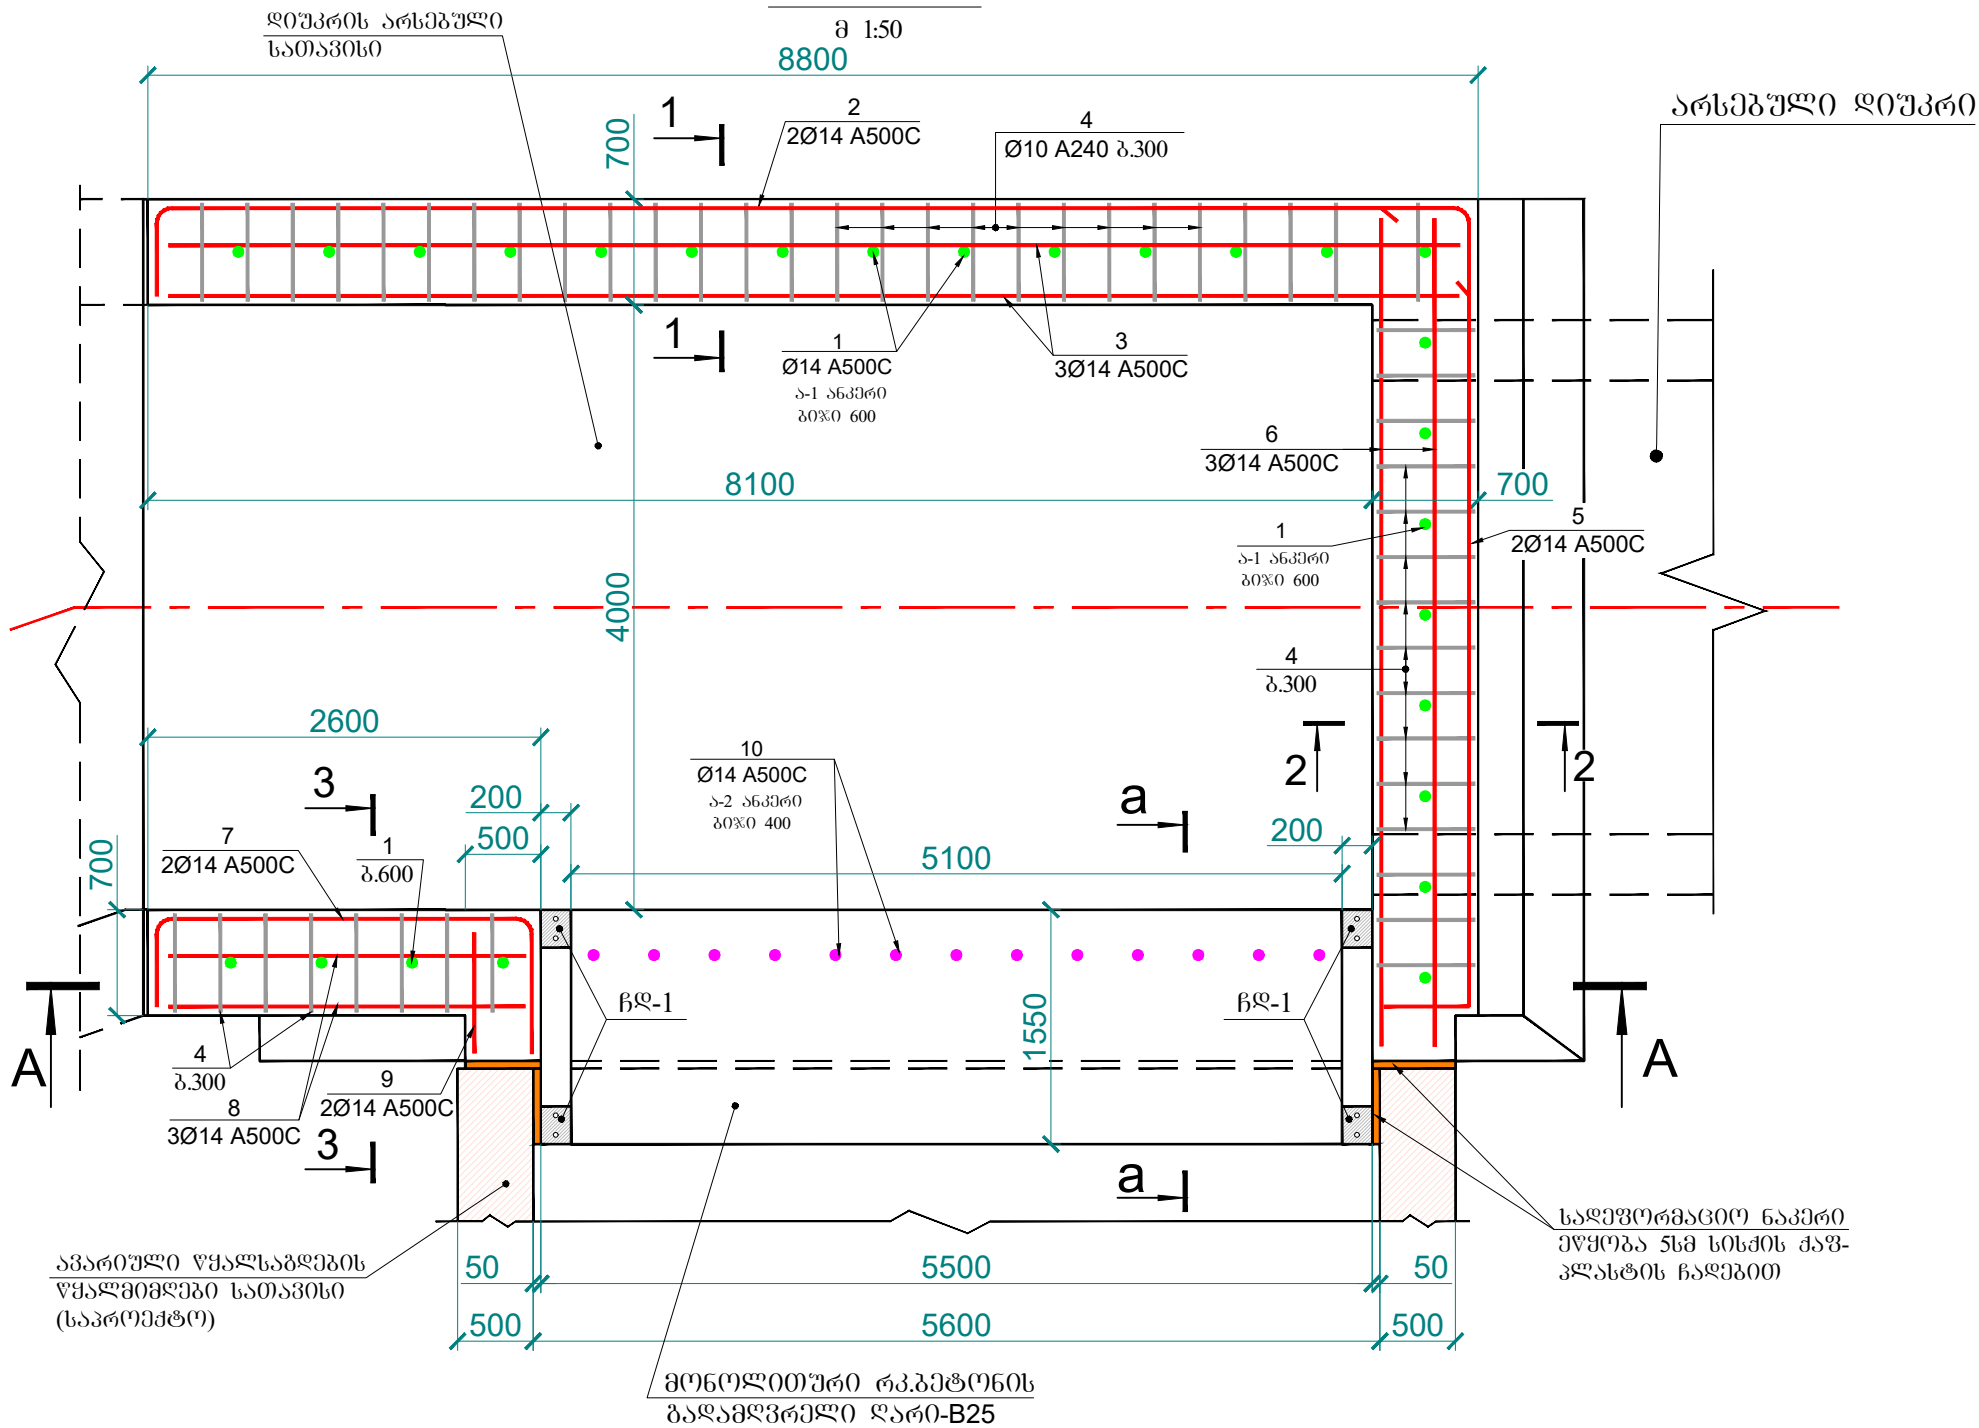 მ 1:50
დიუკრის არსებული
სათავისი
8800
არსებული დიუკრი
1
2
2Ø14 A500C
4
Ø10 A240 ბ.300
700
1
1
Ø14 A500C
ა-1 ანკერი
ბიჯი 600
3
3Ø14 A500C
6
3Ø14 A500C
8100
700
5
2Ø14 A500C
1
ა-1 ანკერი
ბიჯი 600
4000
4
ბ.300
2600
10
Ø14 A500C
ა-2 ანკერი
ბიჯი 400
2
2
3
200
a
500
200
7
2Ø14 A500C
1
ბ.600
700
5100
ჩდ-1
ჩდ-1
1550
A
A
4
ბ.300
9
2Ø14 A500C
8
3Ø14 A500C
3
a
ავარიული წყალსაგდების
წყალმიმღები სათავისი
(საპროექტო)
სადეფორმაციო ნაკერი
ეწყობა 5სმ სისქის ქაფ-
პლასტის ჩადებით
50
5500
50
500
5600
500
მონოლითური რკ.ბეტონის
გადამღვრელი ღარი-B25